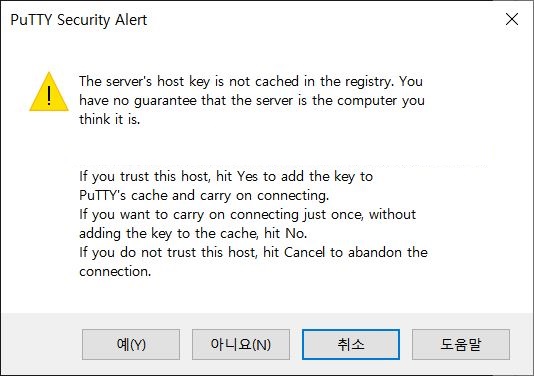 PuTTY Security Alert
The server's host key is not cached in the registry. You
have no guarantee that the server is the computer you
think it is.
If you trust this host, hit Yes to add the key to
PuTTY's cache and carry on connecting.
If you want to carry on connecting just once, without
adding the key to the cache, hit No.
If you do not trust this host, hit Cancel to abandon the
connection.
예(Y) 아니요(N) 취소 도움말